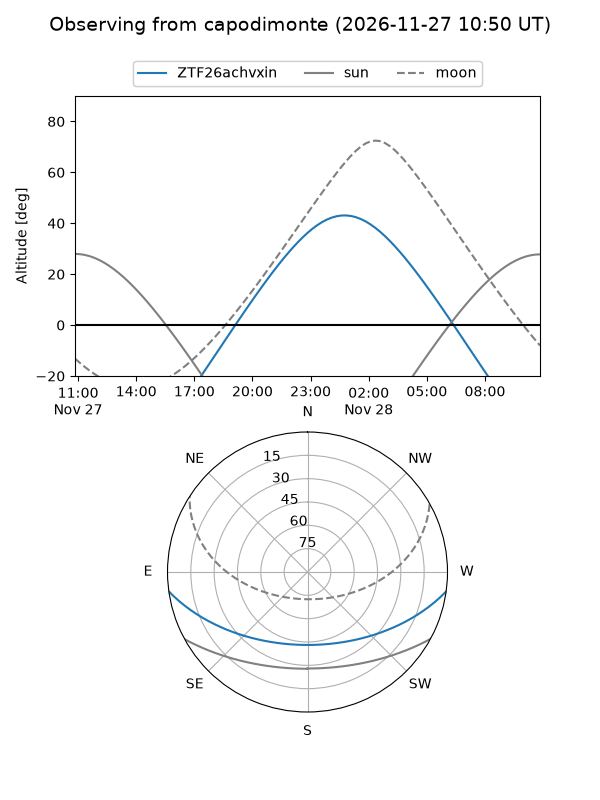 Observing from capodimonte (2026-11-27 10:50 UT)
ZTF26achvxin sun moon
80
60
40
20
0
−20
Altitude [deg]
11:00 14:00 17:00 20:00 23:00 02:00 05:00 08:00
Nov 27 Nov 28
N
NE NW
15
30
45
60
75
E W
SE SW
S